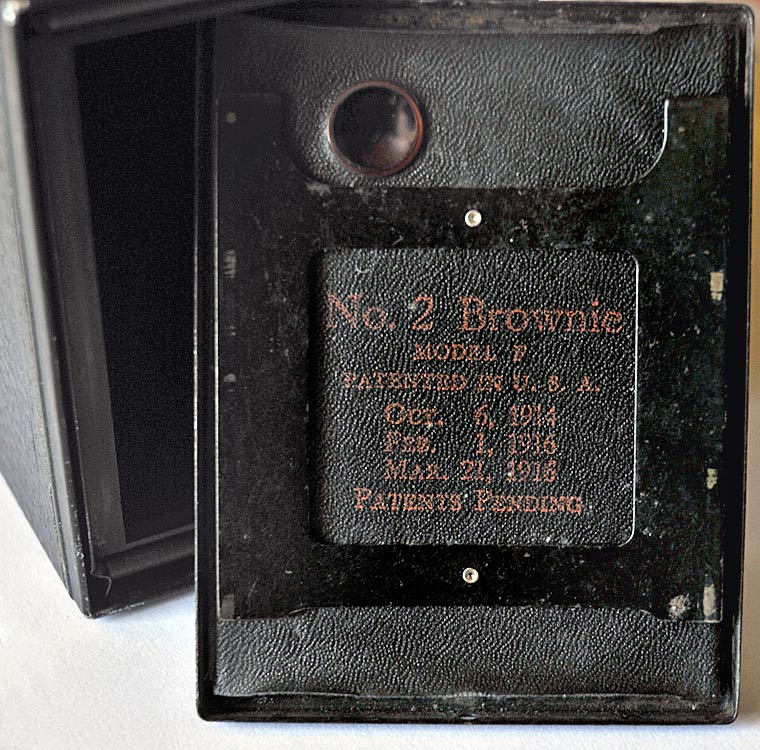 No. 2 Brownie
MODEL F
PATENTED IN U. S. A.
OCT. 6, 1914
FEB. 1, 1916
MAR. 21, 1916
PATENTS PENDING